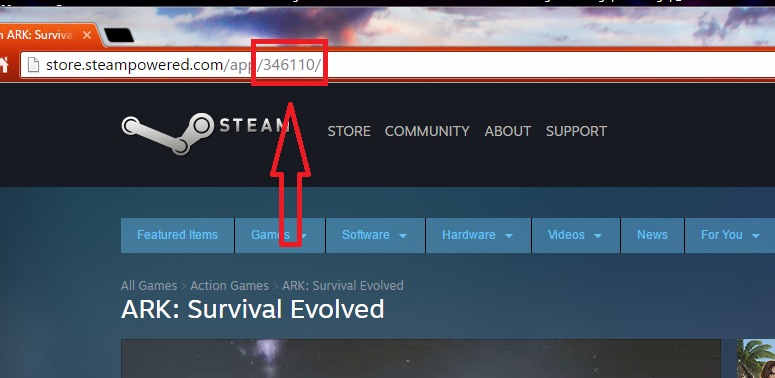 ARK: Surviv
store.steampowered.com/app/346110/
STEAM
STORE COMMUNITY ABOUT SUPPORT
Featured Items Games Software Hardware Videos News For You
All Games > Action Games > ARK: Survival Evolved
ARK: Survival Evolved